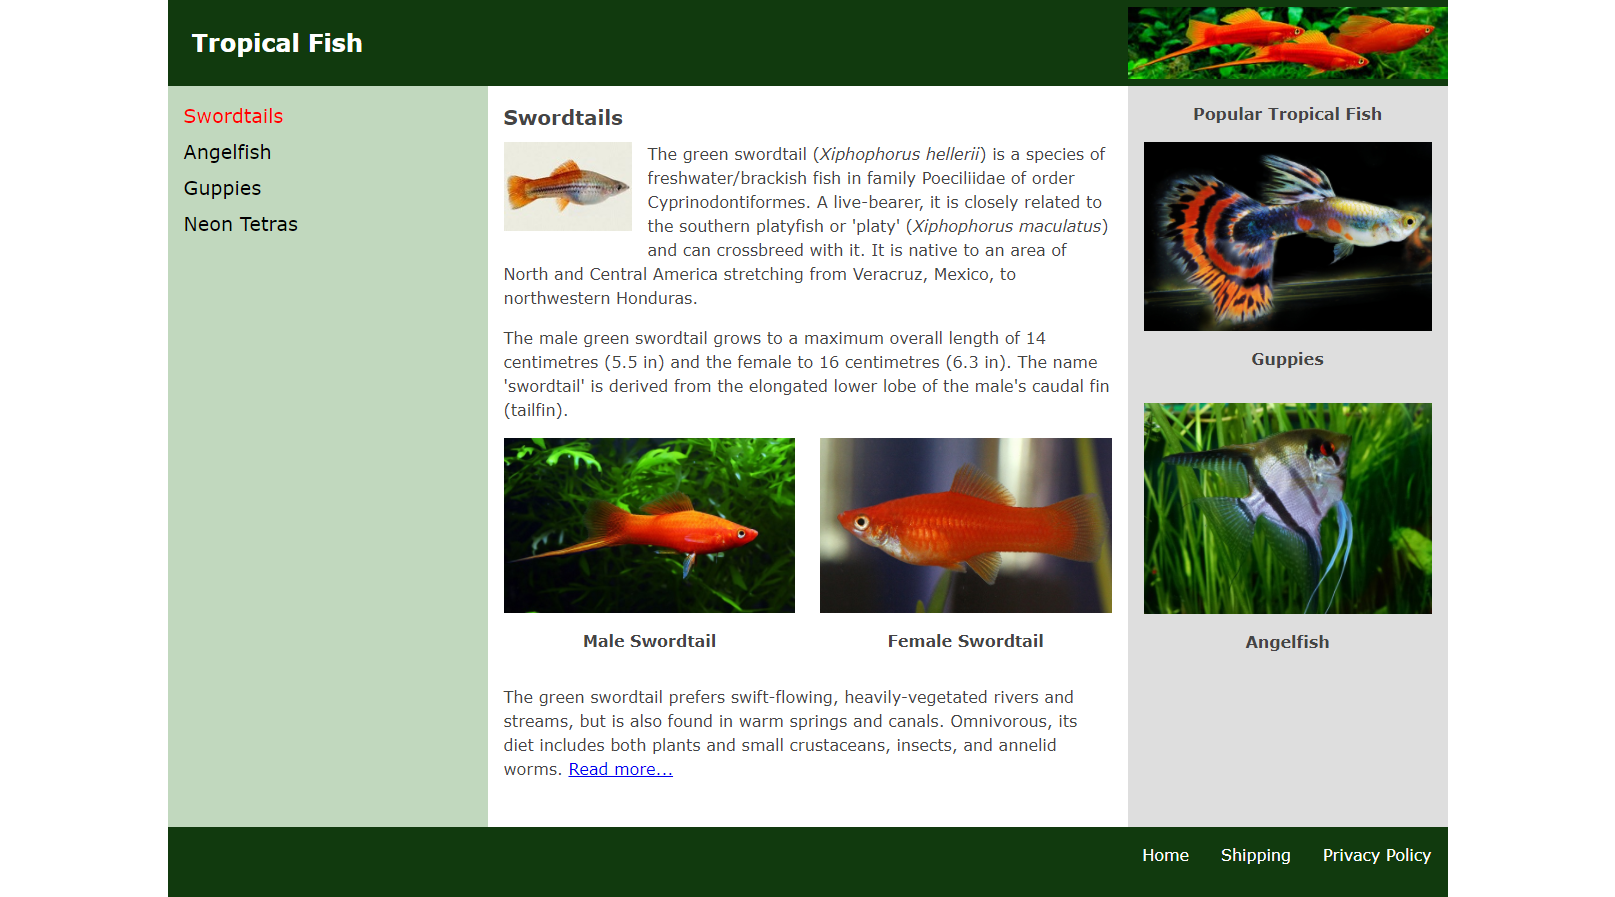 Tropical Fish
Swordtails
Angelfish
Guppies
Neon Tetras
Swordtails
The green swordtail (Xiphophorus hellerii) is a species of
freshwater/brackish fish in family Poeciliidae of order
Cyprinodontiformes. A live-bearer, it is closely related to
the southern platyfish or 'platy' (Xiphophorus maculatus)
and can crossbreed with it. It is native to an area of
North and Central America stretching from Veracruz, Mexico, to
northwestern Honduras.
The male green swordtail grows to a maximum overall length of 14
centimetres (5.5 in) and the female to 16 centimetres (6.3 in). The name
'swordtail' is derived from the elongated lower lobe of the male's caudal fin
(tailfin).
Male Swordtail
Female Swordtail
The green swordtail prefers swift-flowing, heavily-vegetated rivers and
streams, but is also found in warm springs and canals. Omnivorous, its
diet includes both plants and small crustaceans, insects, and annelid
worms. Read more...
Popular Tropical Fish
Guppies
Angelfish
Home
Shipping
Privacy Policy